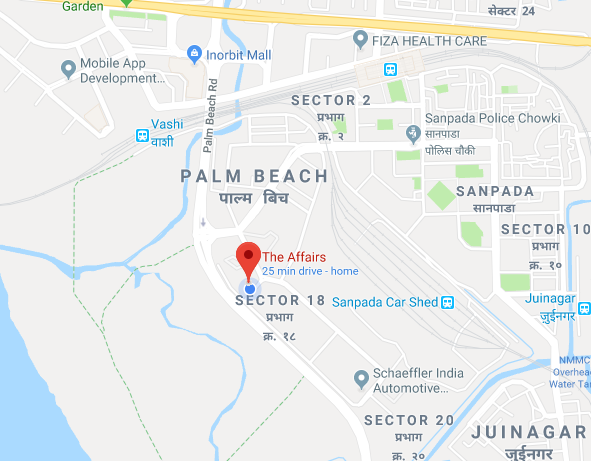 Garden
सेक्टर 24
FIZA HEALTH CARE
Inorbit Mall
Mobile App
Development...
Palm Beach Rd
SECTOR 2
प्रभाग
क्र. २
Vashi
वाशी
Sanpada Police Chowki
सानपाडा
पोलिस चौकी
PALM BEACH
पाल्म बिच
SANPADA
सानपाडा
SECTOR 10
प्रभाग
क्र. १०
The Affairs
25 min drive - home
SECTOR 18
प्रभाग
क्र. १८
Sanpada Car Shed
Juinagar
जुईनगर
Schaeffler India
Automotive...
NMMC
Overhea
Water Tan
SECTOR 20
प्रभाग
क्र. २०
JUINAGAR
जुईनगर